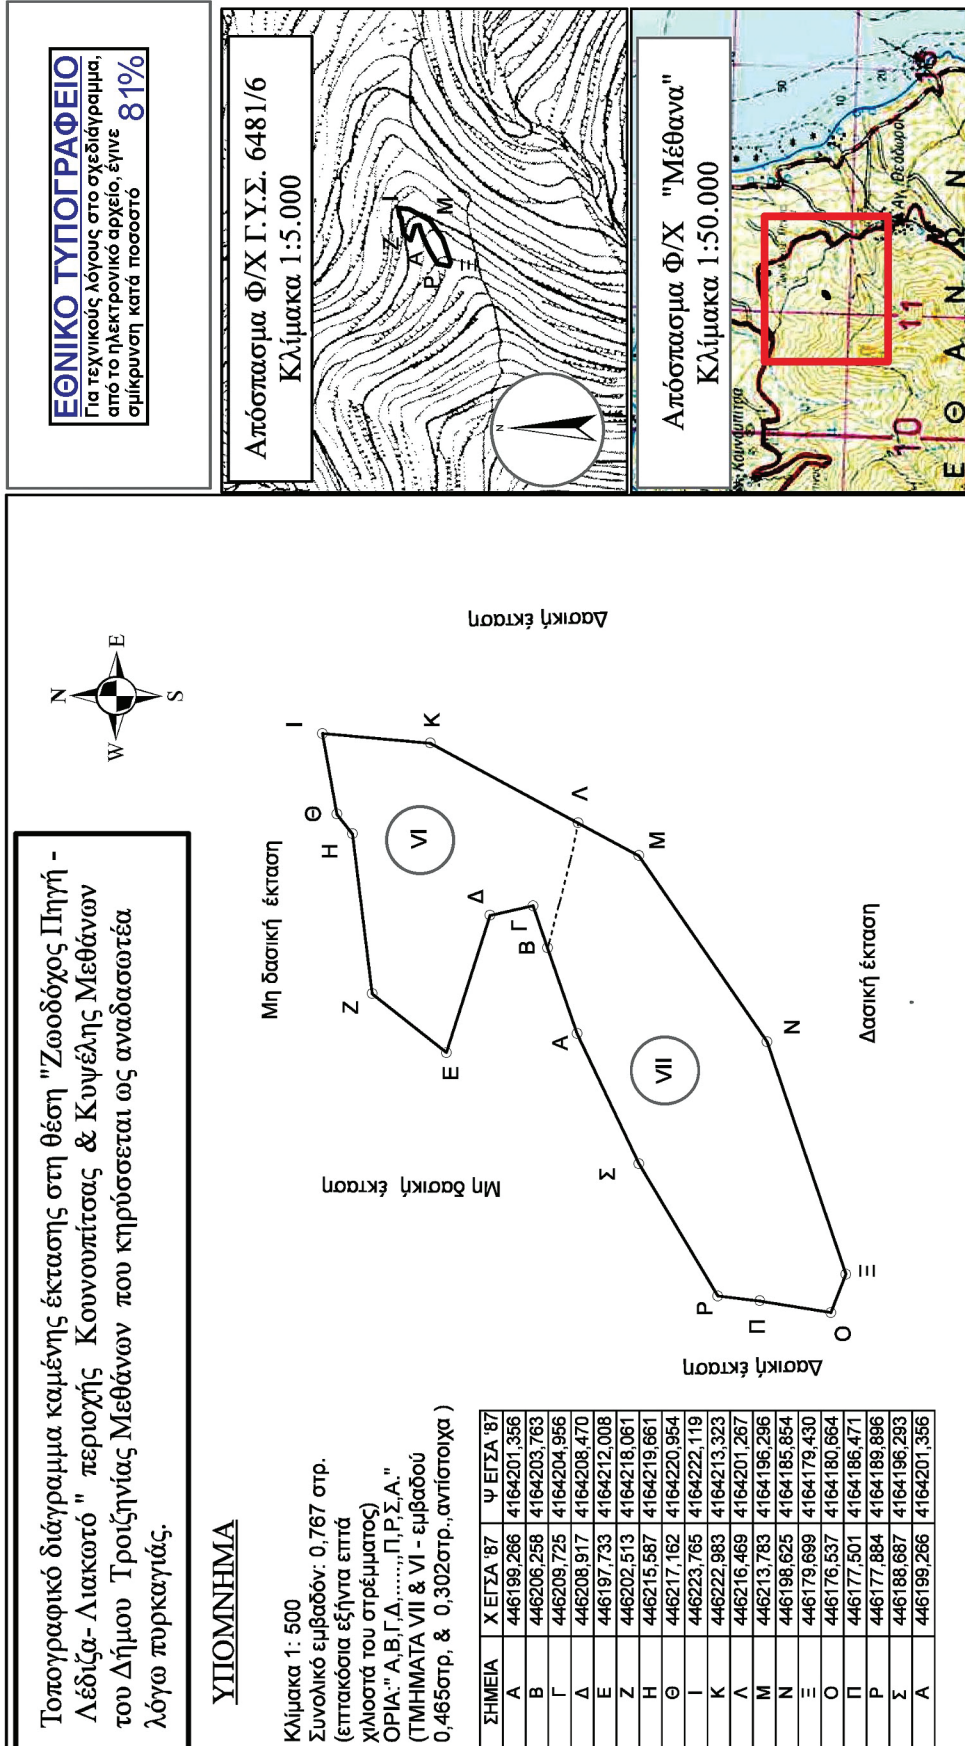 Τοπογραφικό διάγραμμα καμένης έκτασης στη θέση "Ζωοδόχος Πηγή -
Λέδιζα- Λιακωτό " περιοχής Κουνουπίτσας & Κυψέλης Μεθάνων
του Δήμου Τροιζηνίας Μεθάνων που κηρύσσεται ως αναδασωτέα
λόγω πυρκαγιάς.
N
W
E
S
ΥΠΟΜΝΗΜΑ
Κλίμακα 1: 500
Συνολικό εμβαδόν: 0,767 στρ.
(επτακόσια εξήντα επτά
χιλιοστά του στρέμματος)
ΟΡΙΑ:" Α,Β,Γ,Δ,......,Π,Ρ,Σ,Α."
(ΤΜΗΜΑΤΑ VII & VI - εμβαδού
0,465στρ, & 0,302στρ.,αντίστοιχα )
ΣΗΜΕΙΑ Χ ΕΓΣΑ '87 Ψ ΕΓΣΑ '87
Α 446199,266 4164201,356
Β 446206,258 4164203,763
Γ 446209,725 4164204,956
Δ 446208,917 4164208,470
Ε 446197,733 4164212,008
Ζ 446202,513 4164218,061
Η 446215,587 4164219,661
Θ 446217,162 4164220,954
Ι 446223,765 4164222,119
Κ 446222,983 4164213,323
Λ 446216,469 4164201,267
Μ 446213,783 4164196,296
Ν 446198,625 4164185,854
Ξ 446179,699 4164179,430
Ο 446176,537 4164180,664
Π 446177,501 4164186,471
Ρ 446177,884 4164189,896
Σ 446188,687 4164196,293
Α 446199,266 4164201,356
Μη δασική έκταση
Μη δασική έκταση
Δασική έκταση
Δασική έκταση
Δασική έκταση
Ι
Θ
Η
Κ
VI
Ζ
Δ
Γ
Β
Λ
Ε
Α
Μ
VII
Σ
Ν
Ρ
Π
Ξ
Ο
ΕΘΝΙΚΟ ΤΥΠΟΓΡΑΦΕΙΟ
Για τεχνικούς λόγους στο σχεδιάγραμμα,
από το ηλεκτρονικό αρχείο, έγινε
σμίκρυνση κατά ποσοστό 81%
Απόσπασμα Φ/Χ Γ.Υ.Σ. 6481/6
Κλίμακα 1:5.000
Ι
Ζ
Α
Μ
Ρ
Ξ
N
Απόσπασμα Φ/Χ "Μέθανα"
Κλίμακα 1:50.000
Κουνουπίτσα
Αγ. Θεόδωροι
50
20
10
10
11
Ε Θ Α Ν Ω Ν